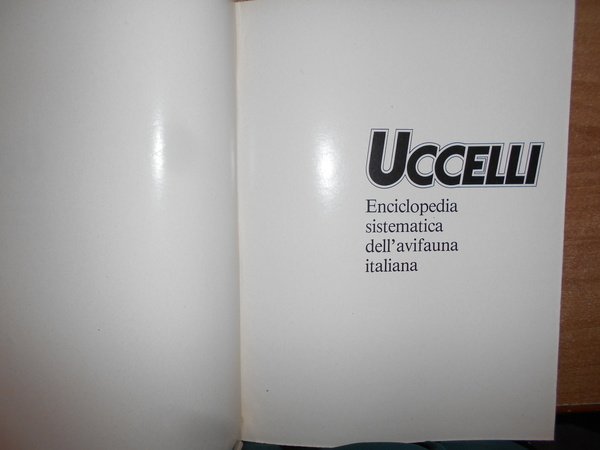 UCCELLI
Enciclopedia
sistematica
dell'avifauna
italiana